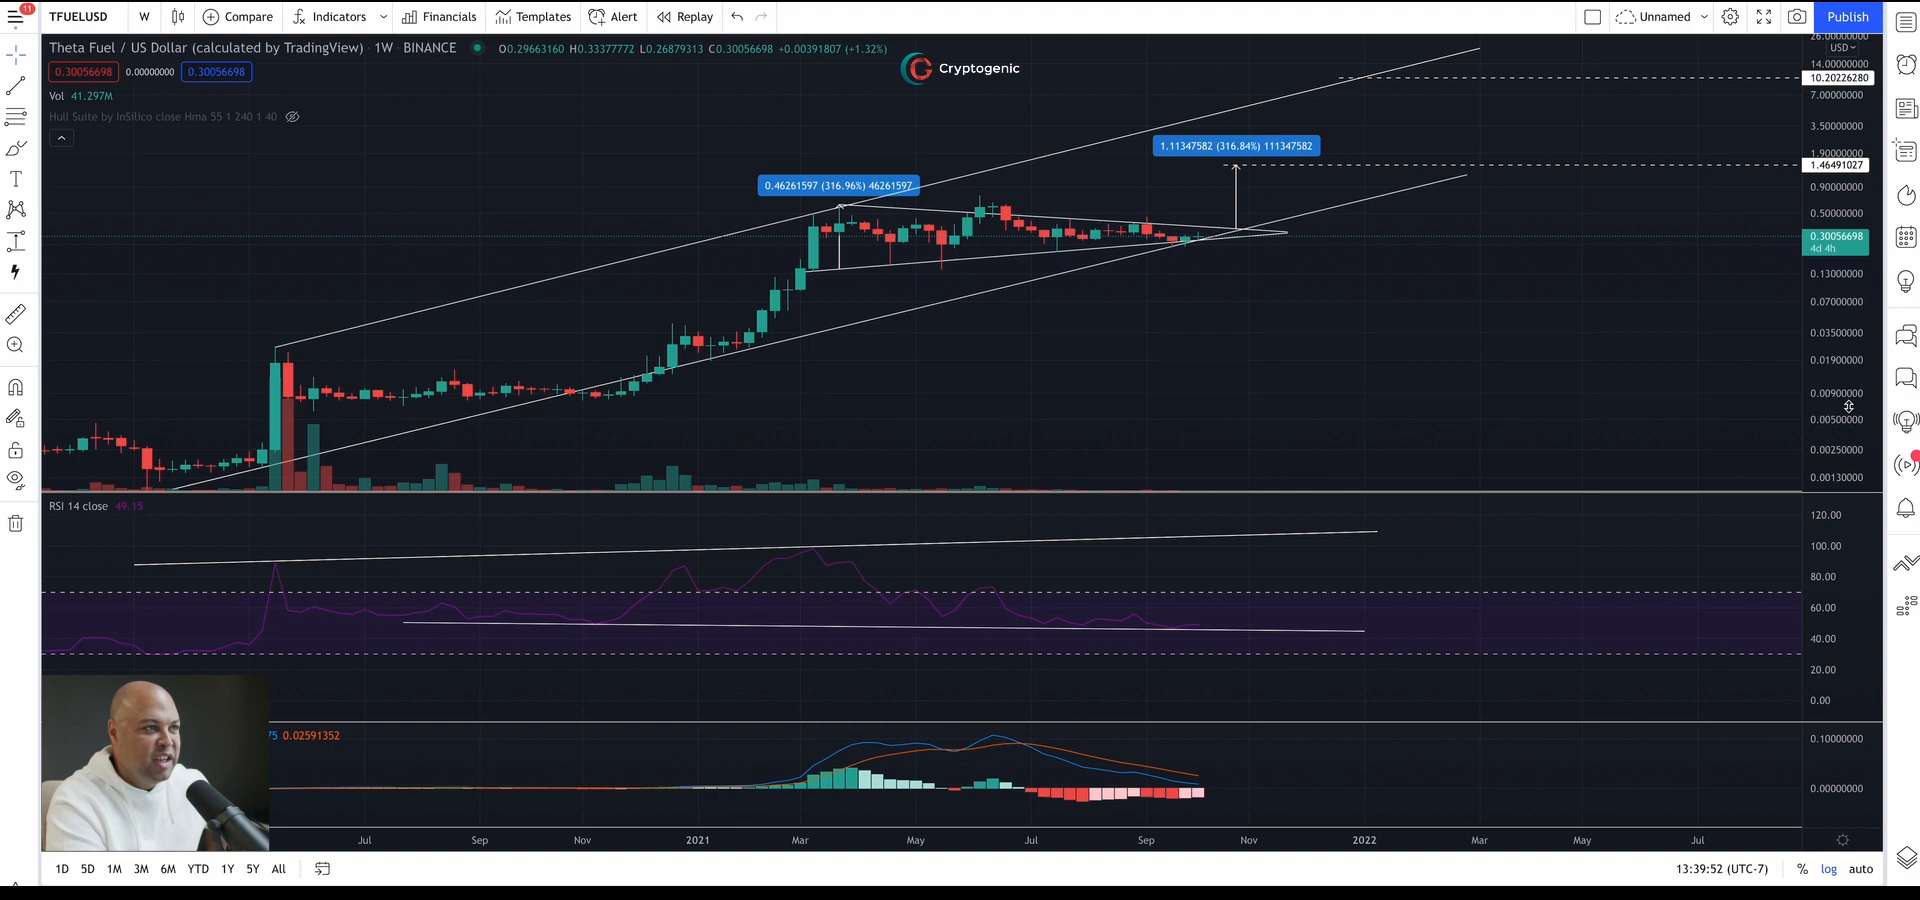 11
TFUELUSD W Compare Indicators Financials Templates Alert Replay Unnamed Publish
Theta Fuel / US Dollar (calculated by TradingView) · 1W · BINANCE O0.29663160 H0.33377772 L0.26879313 C0.30056698 +0.00391807 (+1.32%)
0.30056698 0.00000000 0.30056698
Vol 41.297M
Hull Suite by InSilico close Hma 55 1 240 1 40
Cryptogenic
0.46261597 (316.96%) 46261597
1.11347582 (316.84%) 111347582
26.00000000
USD
14.00000000
10.20226280
7.00000000
3.50000000
1.90000000
1.46491027
0.90000000
0.50000000
0.30056698
4d 4h
0.13000000
0.07000000
0.03500000
0.01900000
0.00900000
0.00500000
0.00250000
0.00130000
RSI 14 close 49.15
120.00
100.00
80.00
60.00
40.00
20.00
0.00
75 0.02591352
0.10000000
0.00000000
Jul Sep Nov 2021 Mar May Jul Sep Nov 2022 Mar May Jul
1D 5D 1M 3M 6M YTD 1Y 5Y All 13:39:52 (UTC-7) % log auto